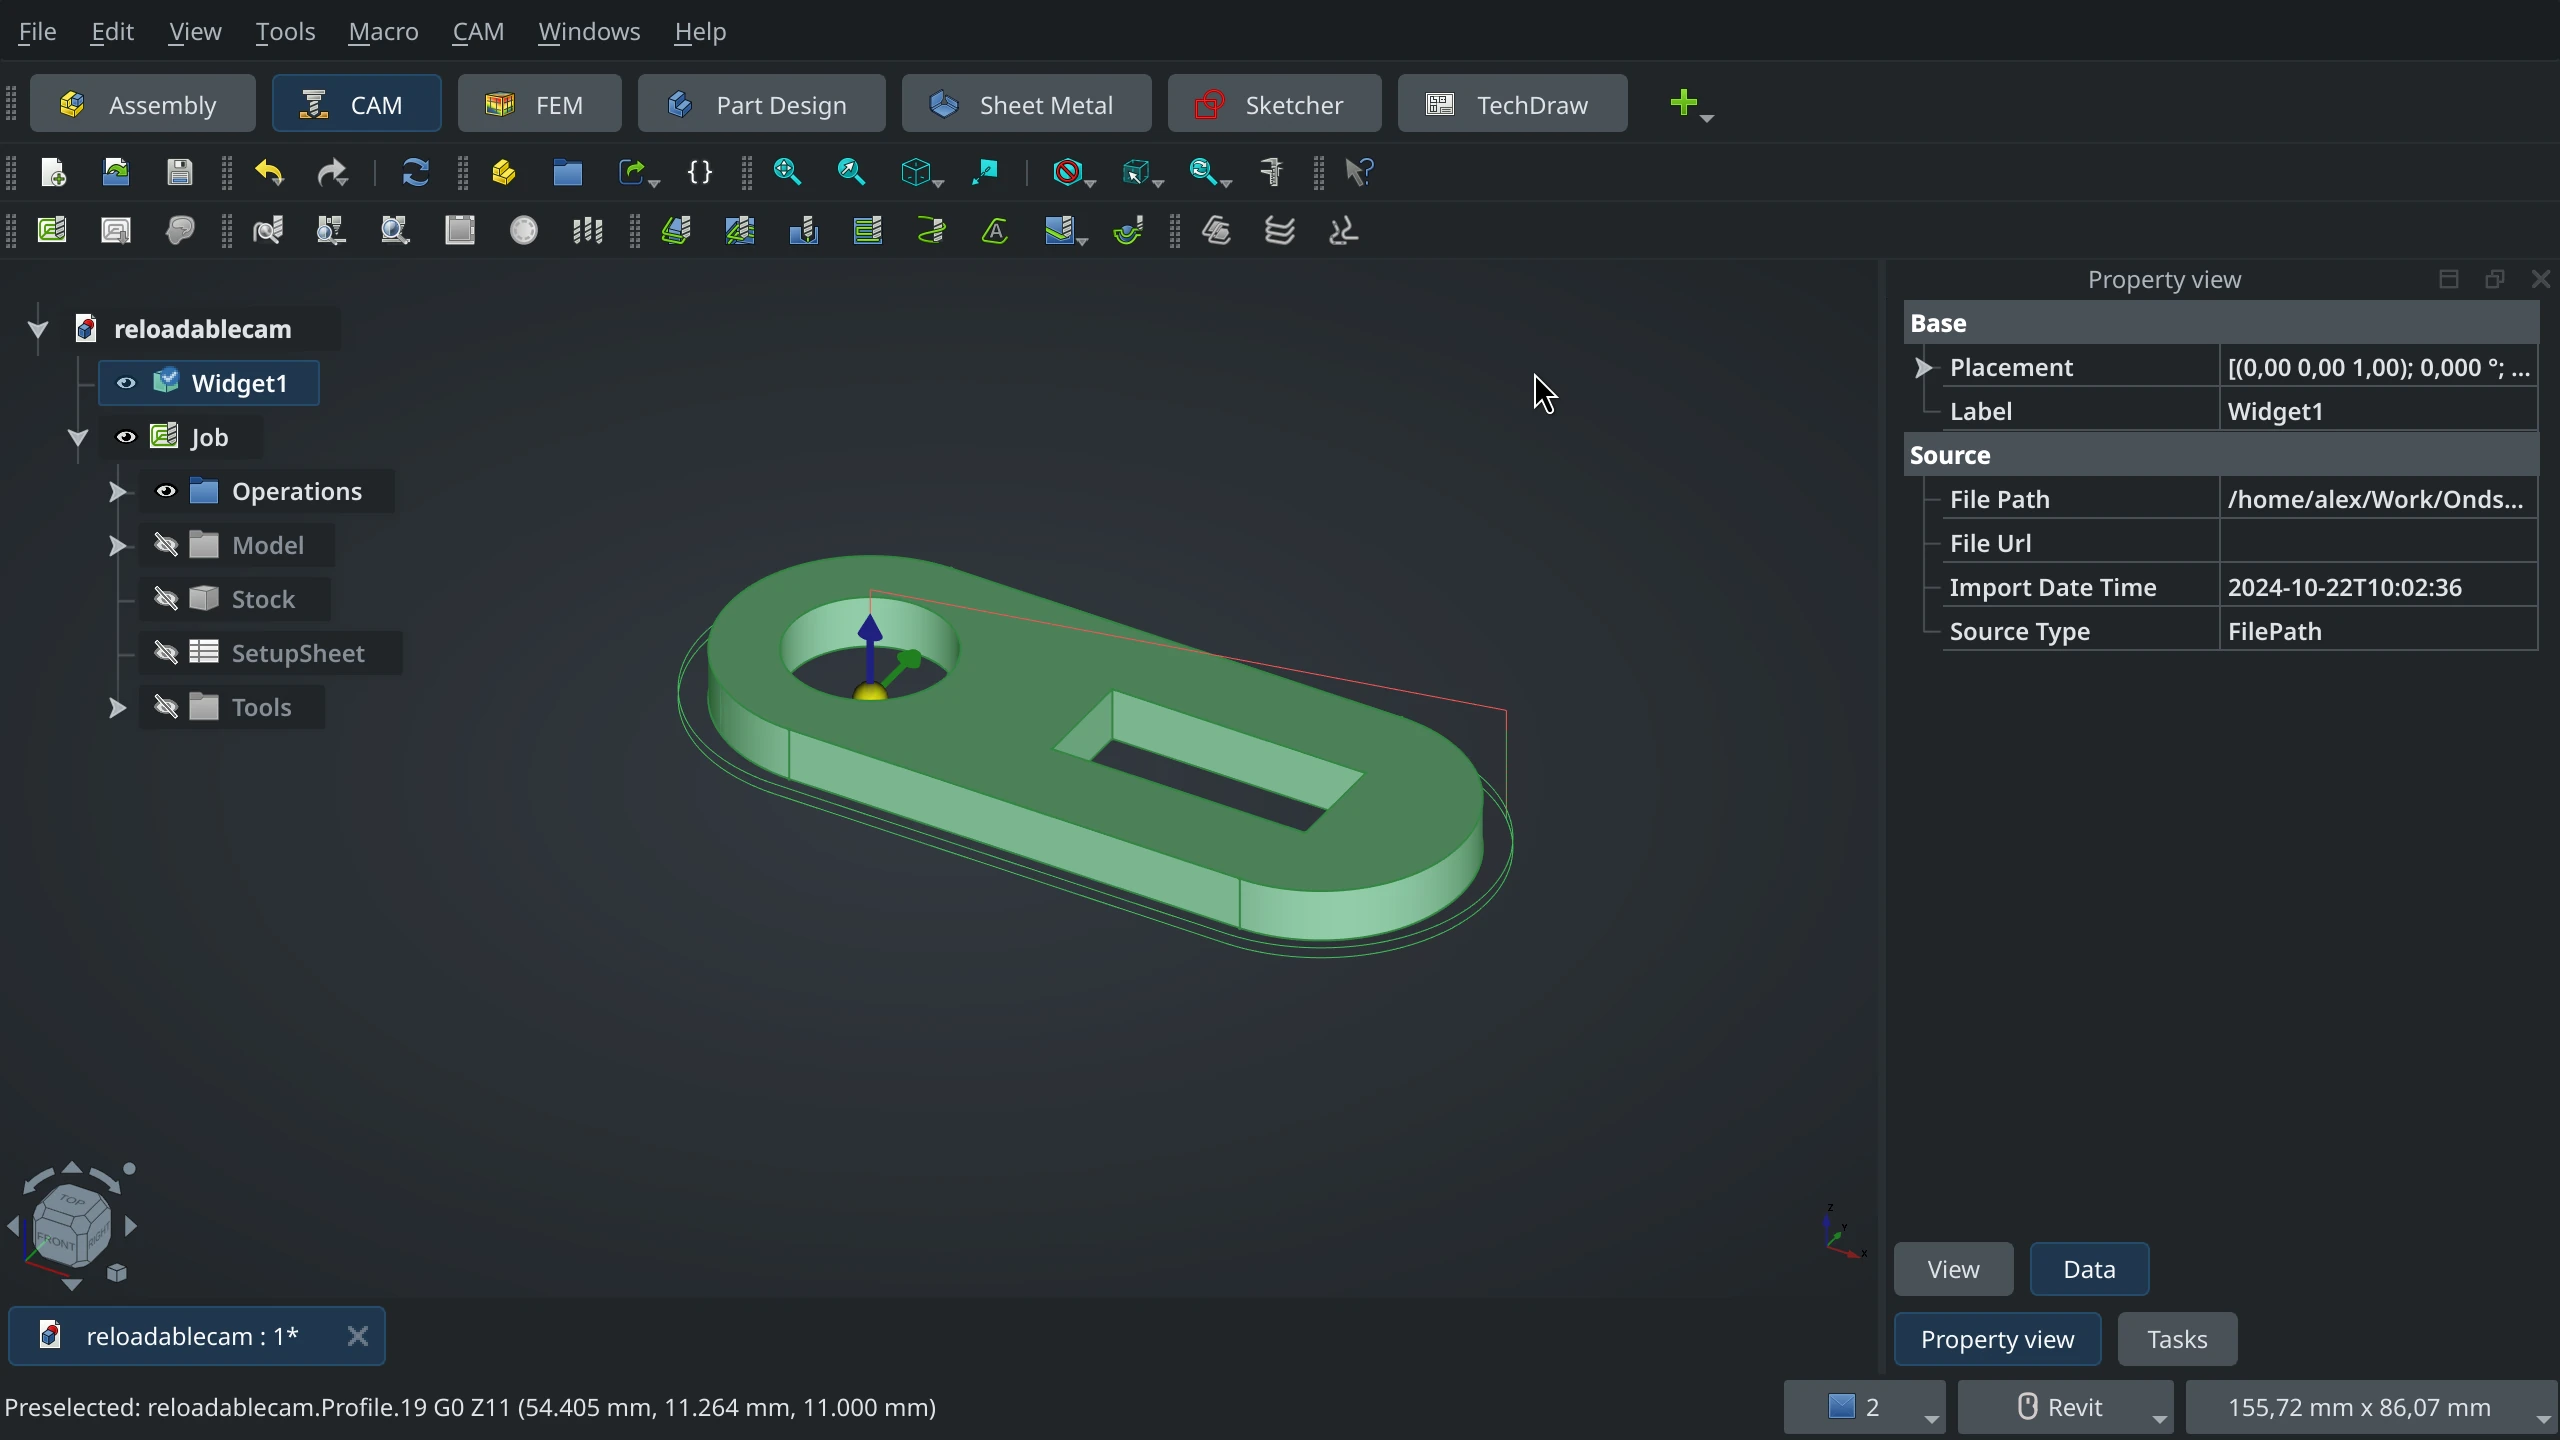 File Edit View Tools Macro CAM Windows Help
Assembly CAM FEM Part Design Sheet Metal Sketcher TechDraw
Property view
reloadablecam
Widget1
Job
Operations
Model
Stock
SetupSheet
Tools
Base
Placement [(0,00 0,00 1,00); 0,000 °; ...
Label Widget1
Source
File Path /home/alex/Work/Onds...
File Url
Import Date Time 2024-10-22T10:02:36
Source Type FilePath
TOP
FRONT
RIGHT
Z
Y
X
View Data
reloadablecam : 1*
Property view Tasks
Preselected: reloadablecam.Profile.19 G0 Z11 (54.405 mm, 11.264 mm, 11.000 mm)
2 Revit 155,72 mm x 86,07 mm